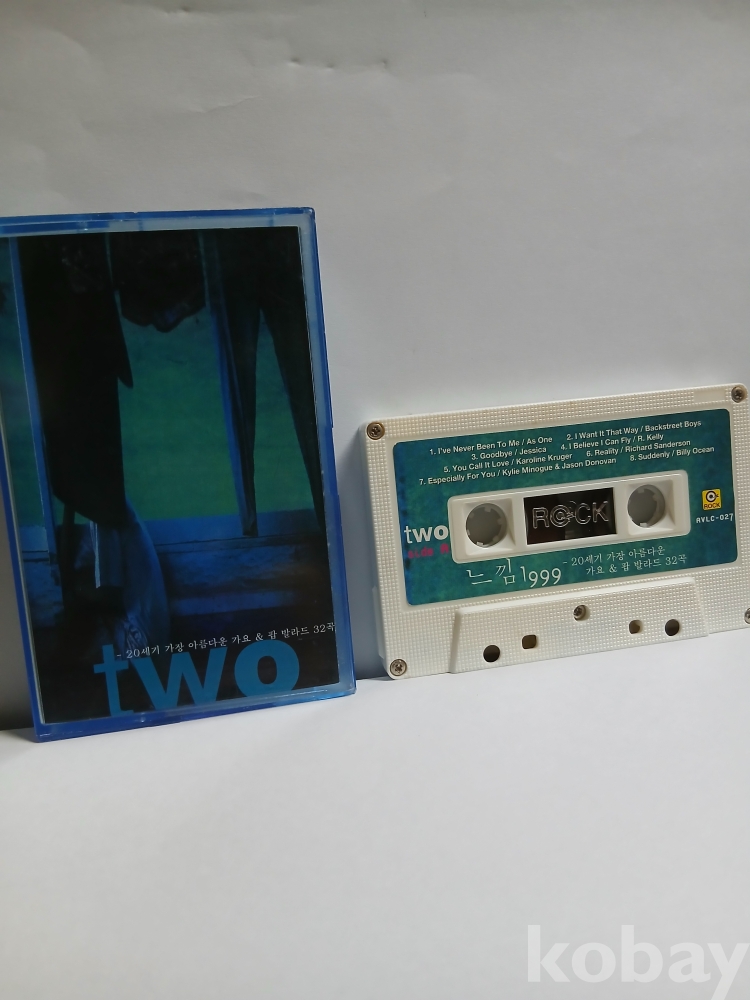 - 20세기 가장 아름다운 가요 & 팝 발라드 32곡
two
1. I've Never Been To Me / As One 2. I Want It That Way / Backstreet Boys
3. Goodbye / Jessica 4. I Believe I Can Fly / R. Kelly
5. You Call It Love / Karoline Kruger 6. Reality / Richard Sanderson
7. Especially For You / Kylie Minogue & Jason Donovan 8. Suddenly / Billy Ocean
two
side
ROCK
ROCK
RVLC-027
느낌 1999
- 20세기 가장 아름다운
가요 & 팝 발라드 32곡
kobay